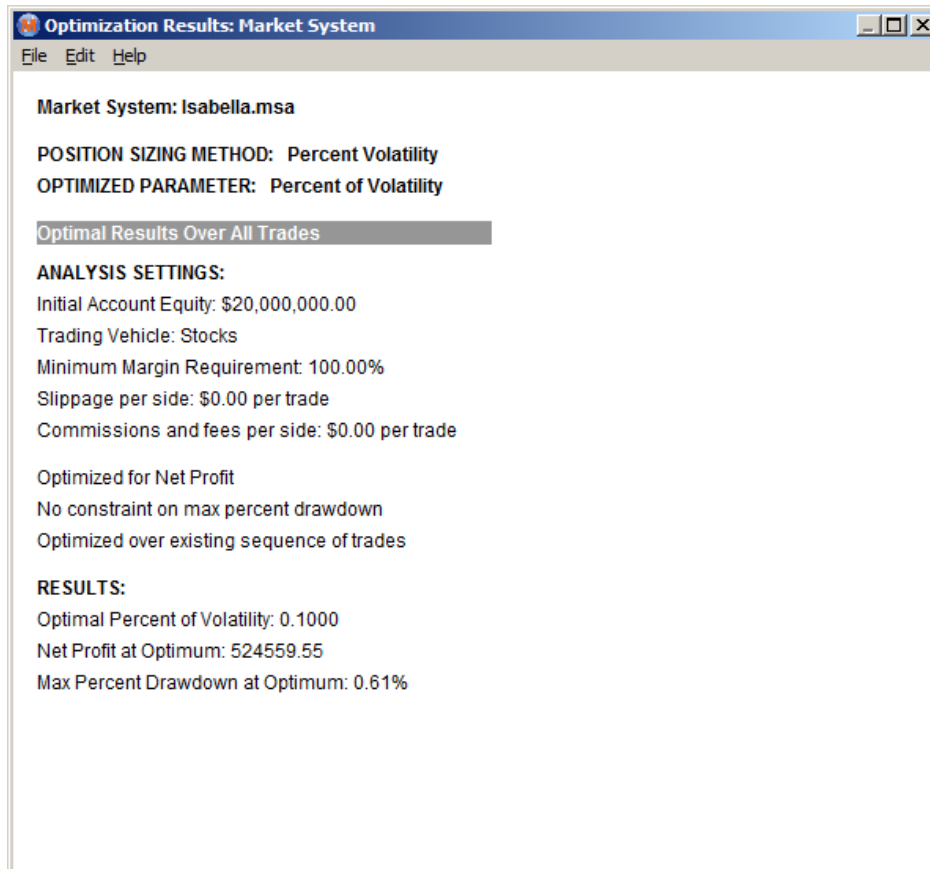 Optimization Results: Market System
File Edit Help
Market System: Isabella.msa
POSITION SIZING METHOD: Percent Volatility
OPTIMIZED PARAMETER: Percent of Volatility
Optimal Results Over All Trades
ANALYSIS SETTINGS:
Initial Account Equity: $20,000,000.00
Trading Vehicle: Stocks
Minimum Margin Requirement: 100.00%
Slippage per side: $0.00 per trade
Commissions and fees per side: $0.00 per trade
Optimized for Net Profit
No constraint on max percent drawdown
Optimized over existing sequence of trades
RESULTS:
Optimal Percent of Volatility: 0.1000
Net Profit at Optimum: 524559.55
Max Percent Drawdown at Optimum: 0.61%